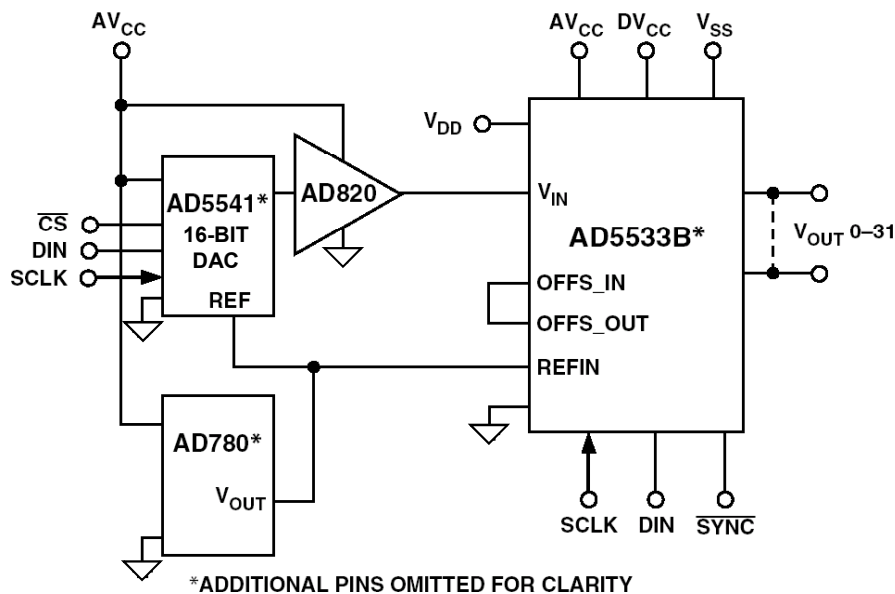 AVCC
AVCC DVCC VSS
VDD
AD5541*
16-BIT
DAC
REF
CS
DIN
SCLK
AD820
VIN
AD5533B*
VOUT 0–31
OFFS_IN
OFFS_OUT
REFIN
AD780*
VOUT
SCLK DIN SYNC
*ADDITIONAL PINS OMITTED FOR CLARITY